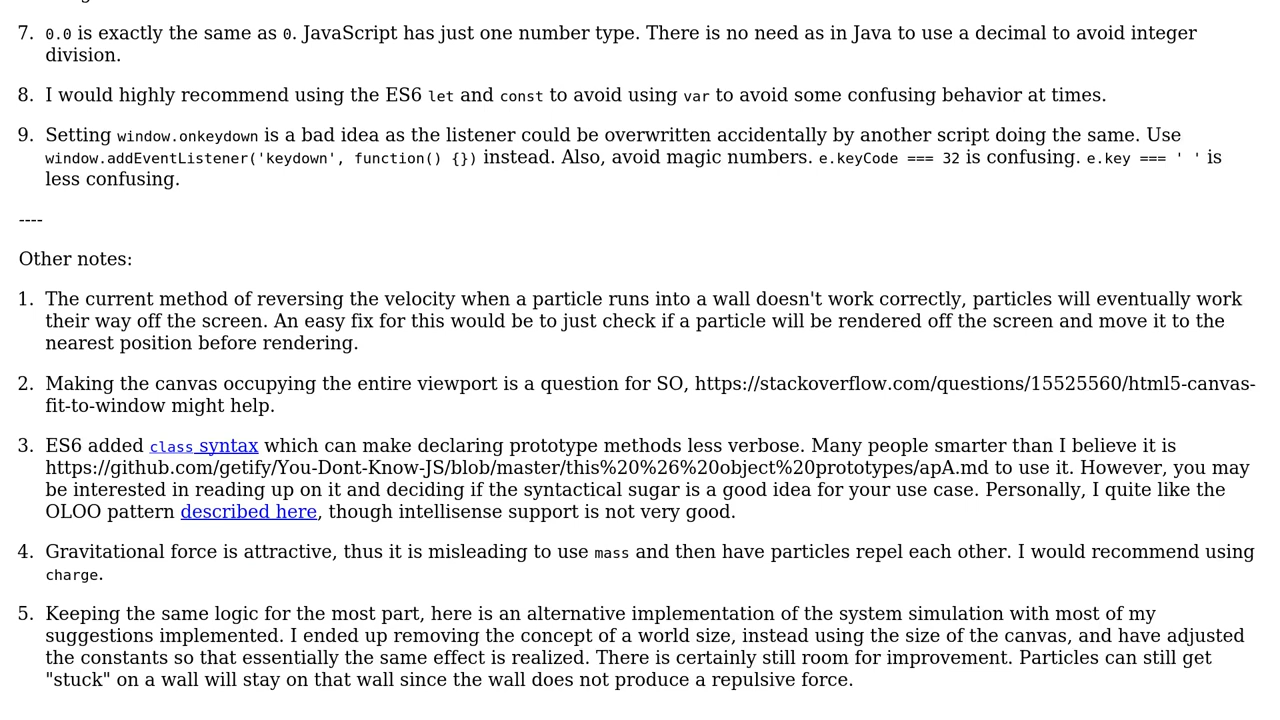 7. 0.0 is exactly the same as 0. JavaScript has just one number type. There is no need as in Java to use a decimal to avoid integer
division.
8. I would highly recommend using the ES6 let and const to avoid using var to avoid some confusing behavior at times.
9. Setting window.onkeydown is a bad idea as the listener could be overwritten accidentally by another script doing the same. Use
window.addEventListener('keydown', function() {}) instead. Also, avoid magic numbers. e.keyCode === 32 is confusing. e.key === ' ' is
less confusing.
----
Other notes:
1. The current method of reversing the velocity when a particle runs into a wall doesn't work correctly, particles will eventually work
their way off the screen. An easy fix for this would be to just check if a particle will be rendered off the screen and move it to the
nearest position before rendering.
2. Making the canvas occupying the entire viewport is a question for SO, https://stackoverflow.com/questions/15525560/html5-canvas-
fit-to-window might help.
3. ES6 added class syntax which can make declaring prototype methods less verbose. Many people smarter than I believe it is
https://github.com/getify/You-Dont-Know-JS/blob/master/this%20%26%20object%20prototypes/apA.md to use it. However, you may
be interested in reading up on it and deciding if the syntactical sugar is a good idea for your use case. Personally, I quite like the
OLOO pattern described here, though intellisense support is not very good.
4. Gravitational force is attractive, thus it is misleading to use mass and then have particles repel each other. I would recommend using
charge.
5. Keeping the same logic for the most part, here is an alternative implementation of the system simulation with most of my
suggestions implemented. I ended up removing the concept of a world size, instead using the size of the canvas, and have adjusted
the constants so that essentially the same effect is realized. There is certainly still room for improvement. Particles can still get
"stuck" on a wall will stay on that wall since the wall does not produce a repulsive force.